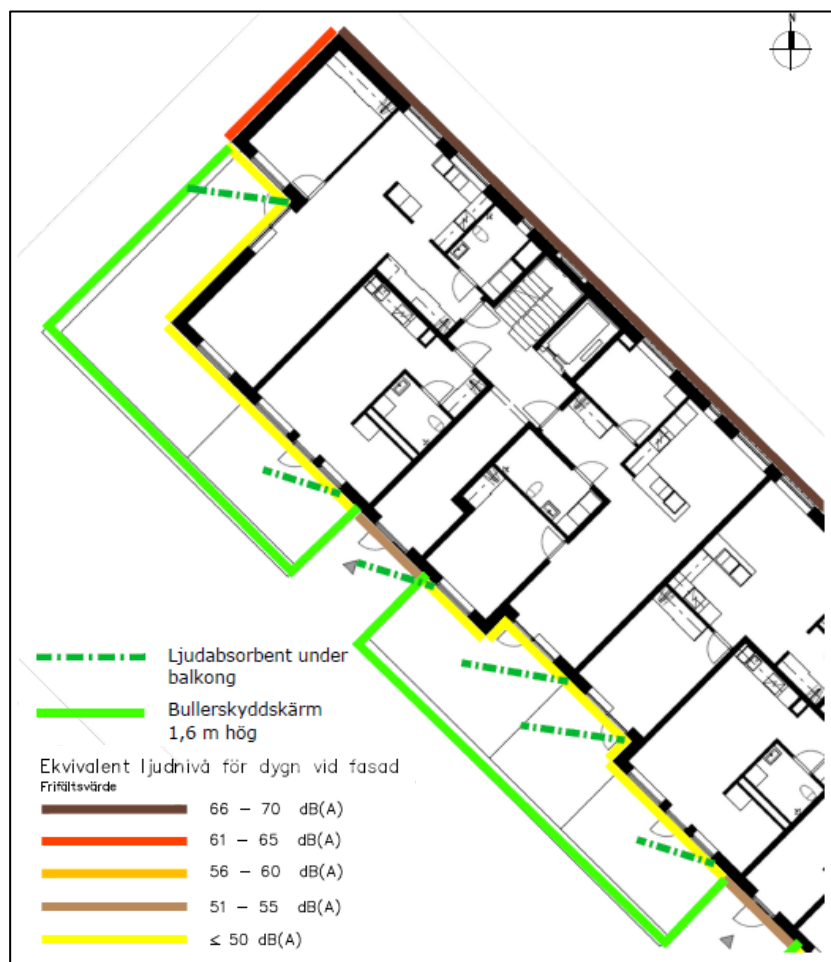 N
Ljudabsorbent under
balkong
Bullerskyddskärm
1,6 m hög
Ekvivalent ljudnivå för dygn vid fasad
Frifältsvärde
66 – 70 dB(A)
61 – 65 dB(A)
56 – 60 dB(A)
51 – 55 dB(A)
≤ 50 dB(A)